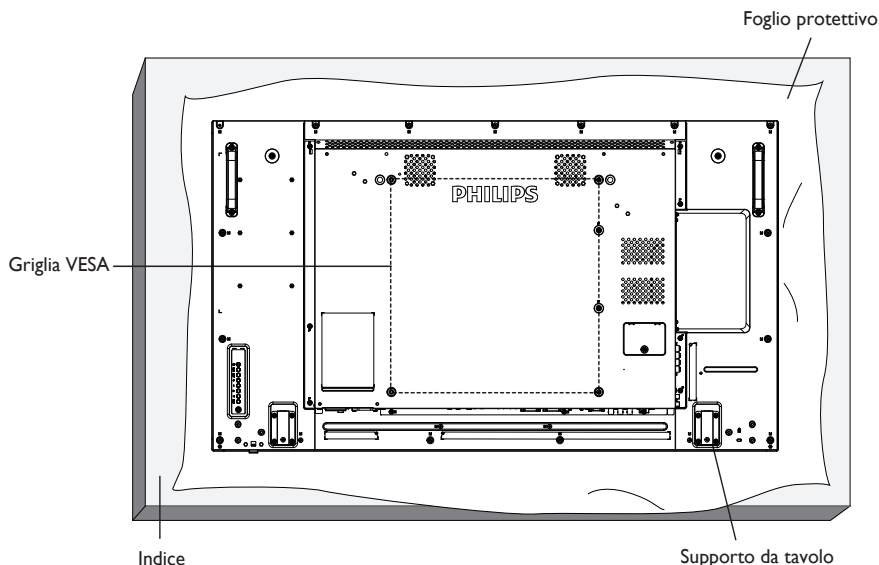 Foglio protettivo
PHILIPS
Griglia VESA
Indice
Supporto da tavolo